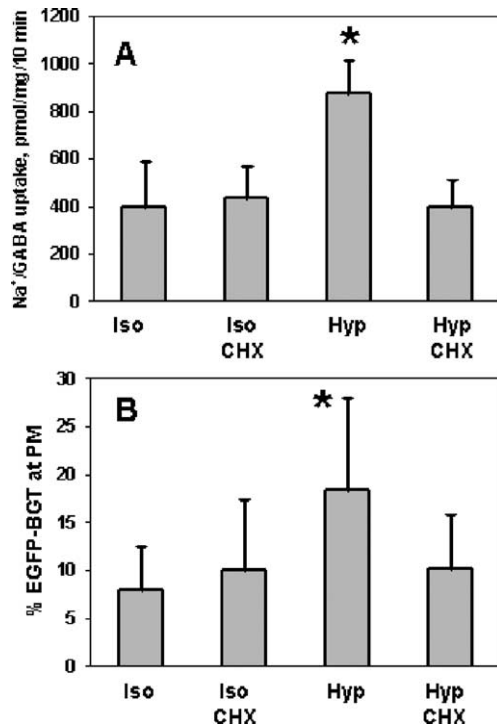 1200
1000
800
600
400
200
0
Na⁺/GABA uptake, pmol/mg/10 min
A
*
Iso
Iso CHX
Hyp
Hyp CHX
30
25
20
15
10
5
0
% EGFP-BGT at PM
B
*
Iso
Iso CHX
Hyp
Hyp CHX